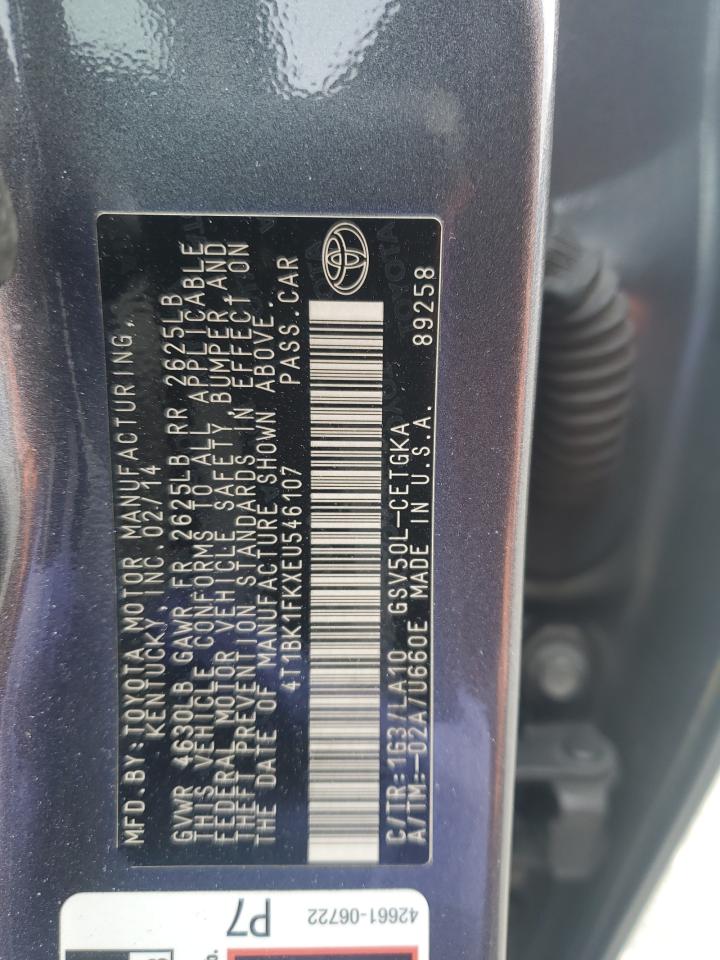 MFD.BY:TOYOTA MOTOR MANUFACTURING,
KENTUCKY, INC. 02/14
GVWR 4630LB GAWR FR 2625LB RR 2625LB
THIS VEHICLE CONFORMS TO ALL APPLICABLE
FEDERAL MOTOR VEHICLE SAFETY, BUMPER AND
THEFT PREVENTION STANDARDS IN EFFECT ON
THE DATE OF MANUFACTURE SHOWN ABOVE.
4T1BK1FKXEU546107 PASS.CAR
C/TR:1G3/LA10 GSV50L-CETGKA
A/TM:-02A/U660E MADE IN U.S.A. 89258
TOYOTA
42661-06722
P7